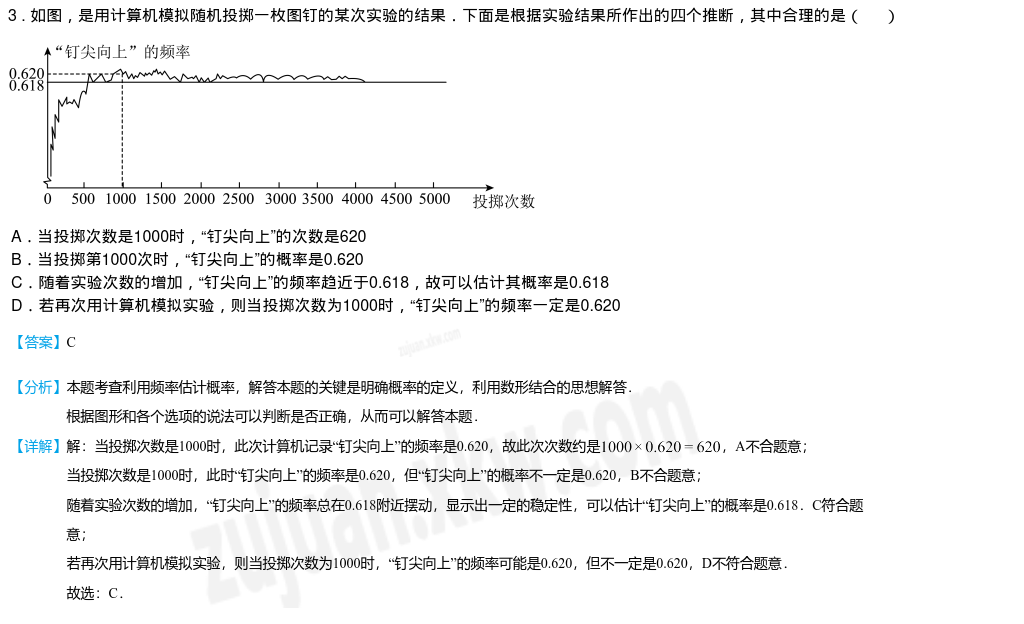 3．如图，是用计算机模拟随机投掷一枚图钉的某次实验的结果．下面是根据实验结果所作出的四个推断，其中合理的是（　　）
“钉尖向上”的频率
0.620
0.618
0 500 1000 1500 2000 2500 3000 3500 4000 4500 5000 投掷次数
A．当投掷次数是1000时，“钉尖向上”的次数是620
B．当投掷第1000次时，“钉尖向上”的概率是0.620
C．随着实验次数的增加，“钉尖向上”的频率趋近于0.618，故可以估计其概率是0.618
D．若再次用计算机模拟实验，则当投掷次数为1000时，“钉尖向上”的频率一定是0.620
【答案】C
zujuan.xkw.com
【分析】本题考查利用频率估计概率，解答本题的关键是明确概率的定义，利用数形结合的思想解答．
根据图形和各个选项的说法可以判断是否正确，从而可以解答本题．
【详解】解：当投掷次数是1000时，此次计算机记录“钉尖向上”的频率是0.620，故此次次数约是1000×0.620=620，A不合题意；
当投掷次数是1000时，此时“钉尖向上”的频率是0.620，但“钉尖向上”的概率不一定是0.620，B不合题意；
随着实验次数的增加，“钉尖向上”的频率总在0.618附近摆动，显示出一定的稳定性，可以估计“钉尖向上”的概率是0.618．C符合题
意；
若再次用计算机模拟实验，则当投掷次数为1000时，“钉尖向上”的频率可能是0.620，但不一定是0.620，D不符合题意．
故选：C．
zujuan.xkw.com